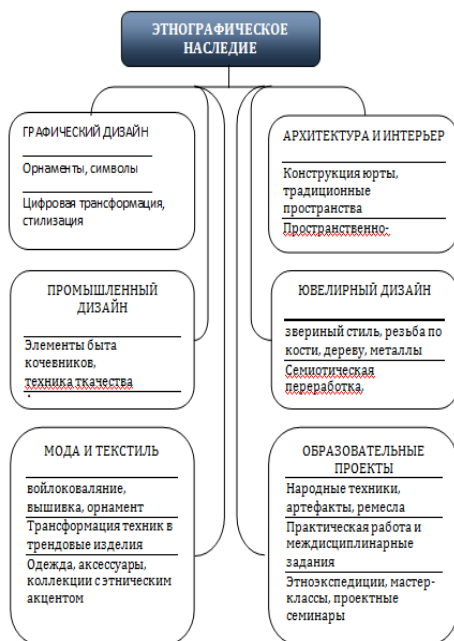 ЭТНОГРАФИЧЕСКОЕ
НАСЛЕДИЕ
ГРАФИЧЕСКИЙ ДИЗАЙН
Орнаменты, символы
Цифровая трансформация,
стилизация
АРХИТЕКТУРА И ИНТЕРЬЕР
Конструкция юрты,
традиционные
пространства
Пространственно-
ПРОМЫШЛЕННЫЙ
ДИЗАЙН
Элементы быта
кочевников,
техника ткачества
ЮВЕЛИРНЫЙ ДИЗАЙН
звериный стиль, резьба по
кости, дереву, металлы
Семиотическая
переработка,
МОДА И ТЕКСТИЛЬ
войлоковаляние,
вышивка, орнамент
Трансформация техник в
трендовые изделия
Одежда, аксессуары,
коллекции с этническим
акцентом
ОБРАЗОВАТЕЛЬНЫЕ
ПРОЕКТЫ
Народные техники,
артефакты, ремесла
Практическая работа и
междисциплинарные
задания
Этноэкспедиции, мастер-
классы, проектные
семинары